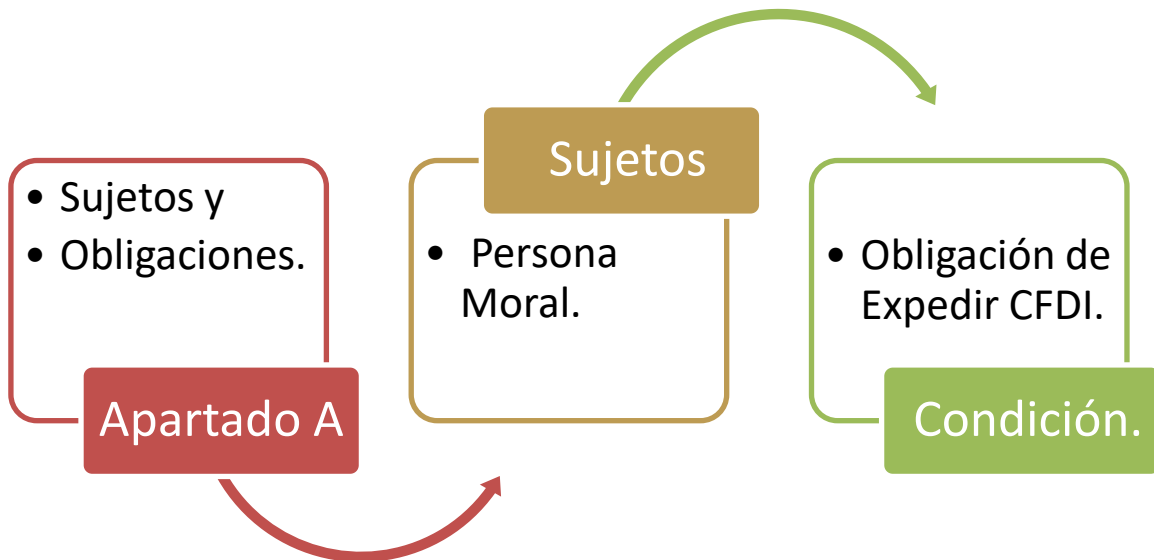 • Sujetos y
• Obligaciones.
Apartado A
Sujetos
• Persona
Moral.
• Obligación de
Expedir CFDI.
Condición.